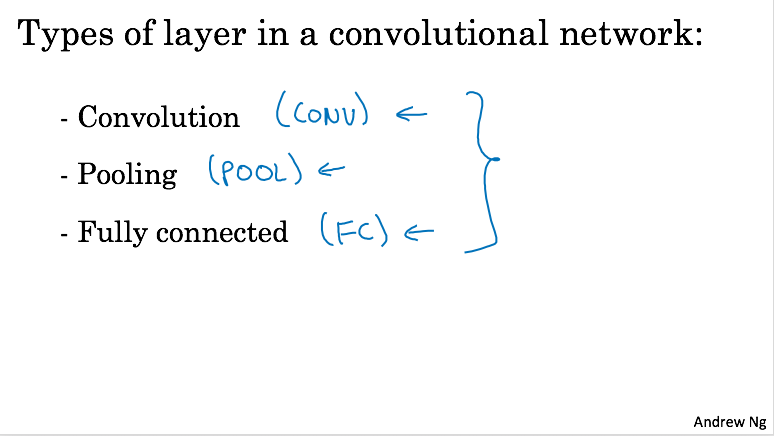 Types of layer in a convolutional network:
- Convolution (CONV) ←
- Pooling (POOL) ←
- Fully connected (FC) ←
Andrew Ng